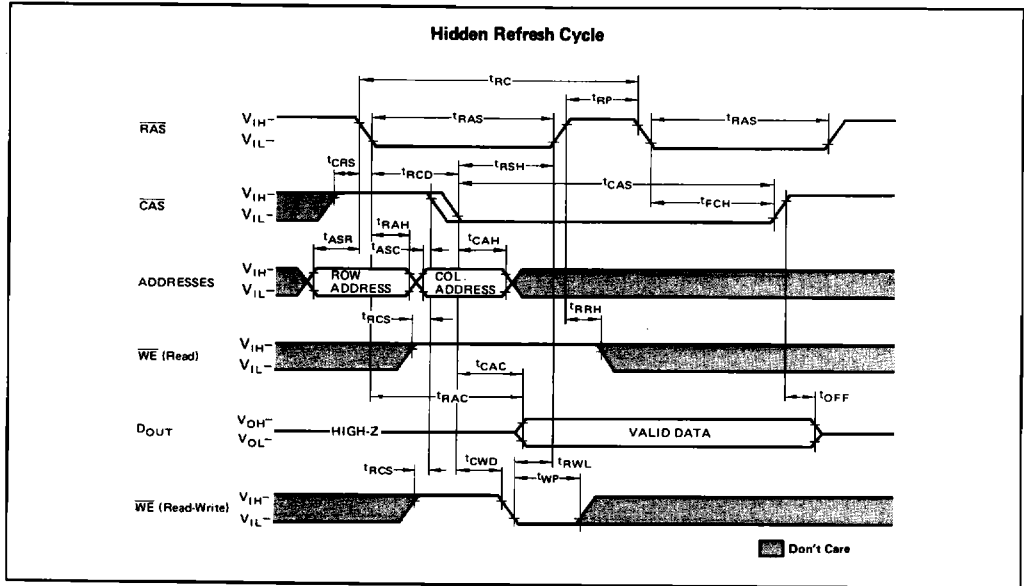 Hidden Refresh Cycle
tRC
tRP
RAS
VIH–
VIL–
tRAS
tRAS
tCRS
tRCD
tRSH
tCAS
CAS
VIH–
VIL–
tRAH
tFCH
tASR
tASC
tCAH
ADDRESSES
VIH–
VIL–
ROW ADDRESS
COL. ADDRESS
tRRH
tRCS
WE (Read)
VIH–
VIL–
tCAC
tRAC
tOFF
DOUT
VOH–
VOL–
HIGH-Z
VALID DATA
tRCS
tCWD
tRWL
tWP
WE (Read-Write)
VIH–
VIL–
Don't Care